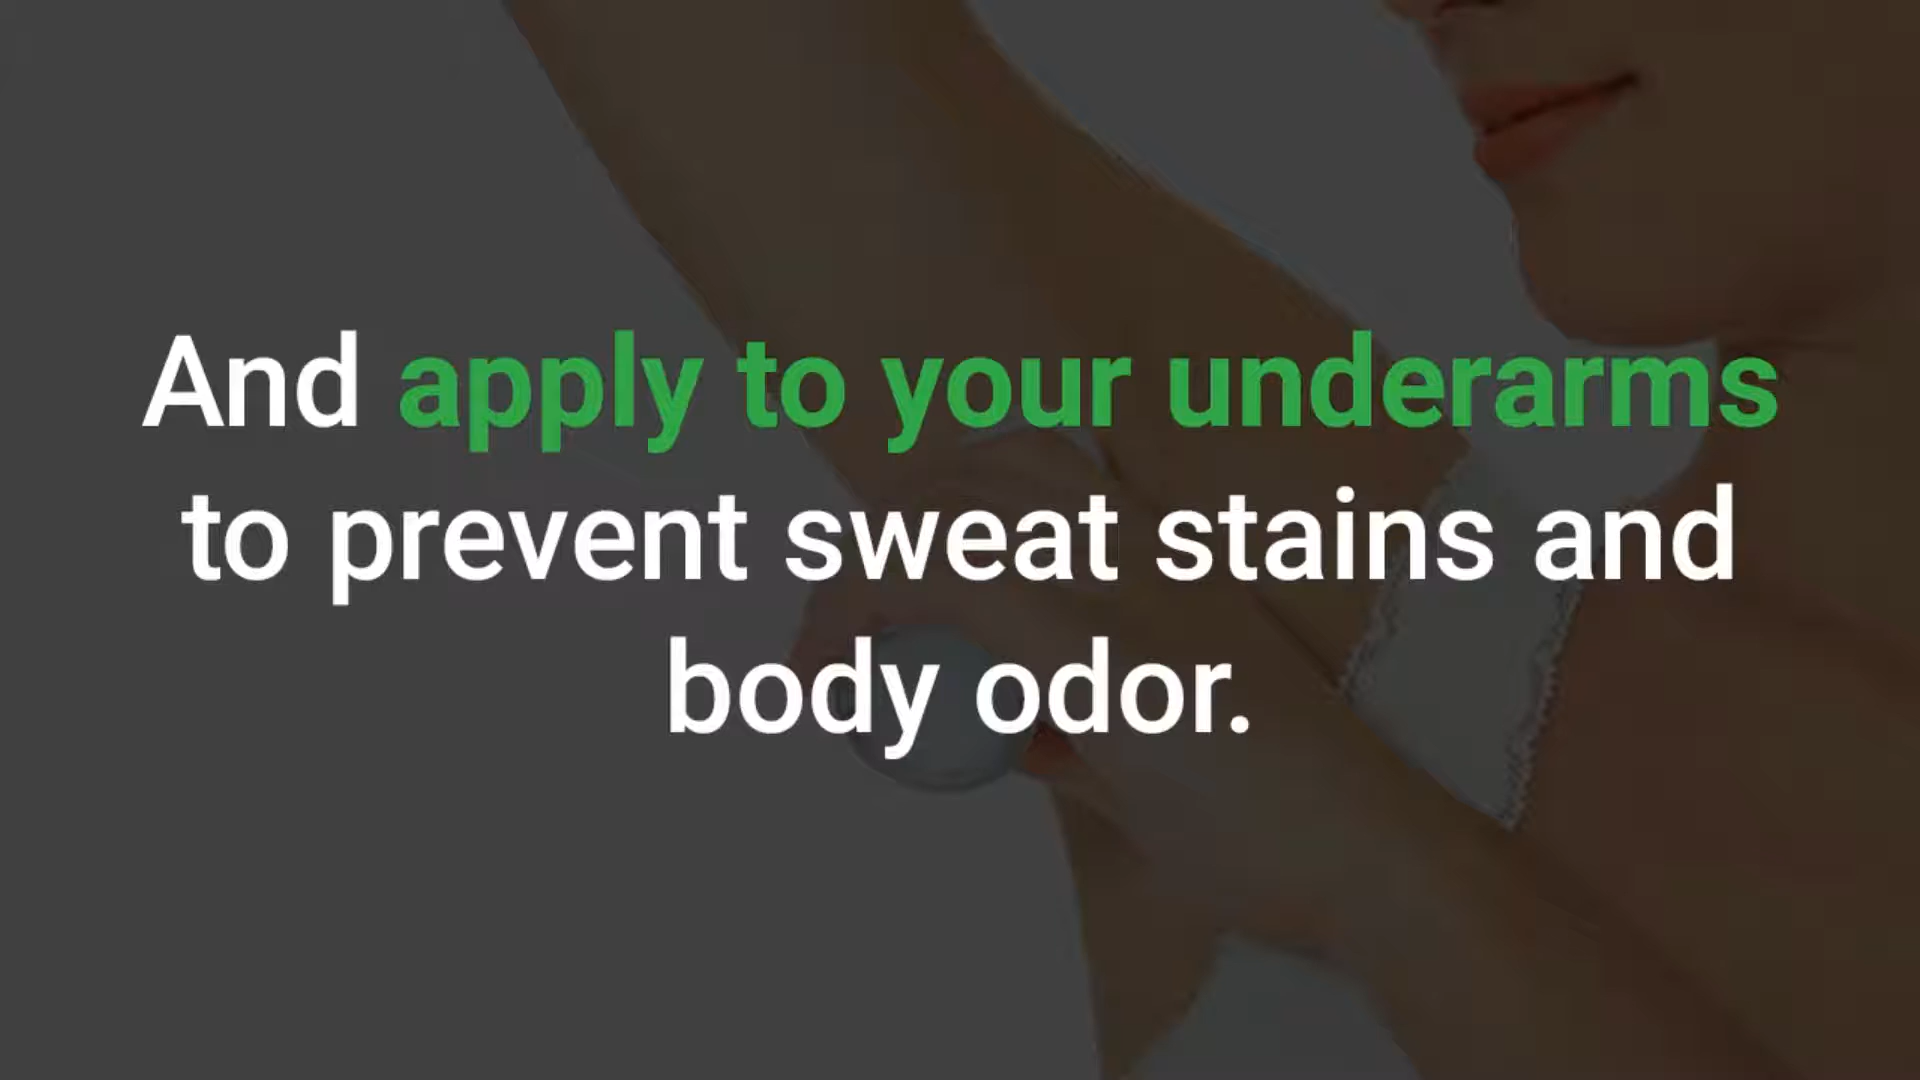 And apply to your underarms
to prevent sweat stains and
body odor.